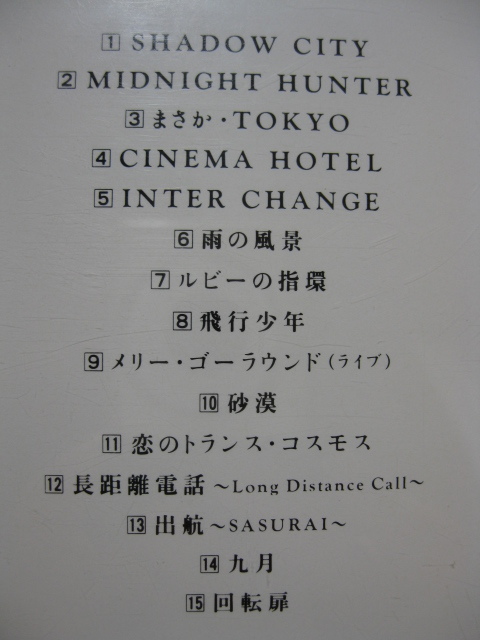 1 SHADOW CITY
2 MIDNIGHT HUNTER
3 まさか・TOKYO
4 CINEMA HOTEL
5 INTER CHANGE
6 雨の風景
7 ルビーの指環
8 飛行少年
9 メリー・ゴーラウンド(ライブ)
10 砂漠
11 恋のトランス・コスモス
12 長距離電話 ～Long Distance Call～
13 出航 ～SASURAI～
14 九月
15 回転扉